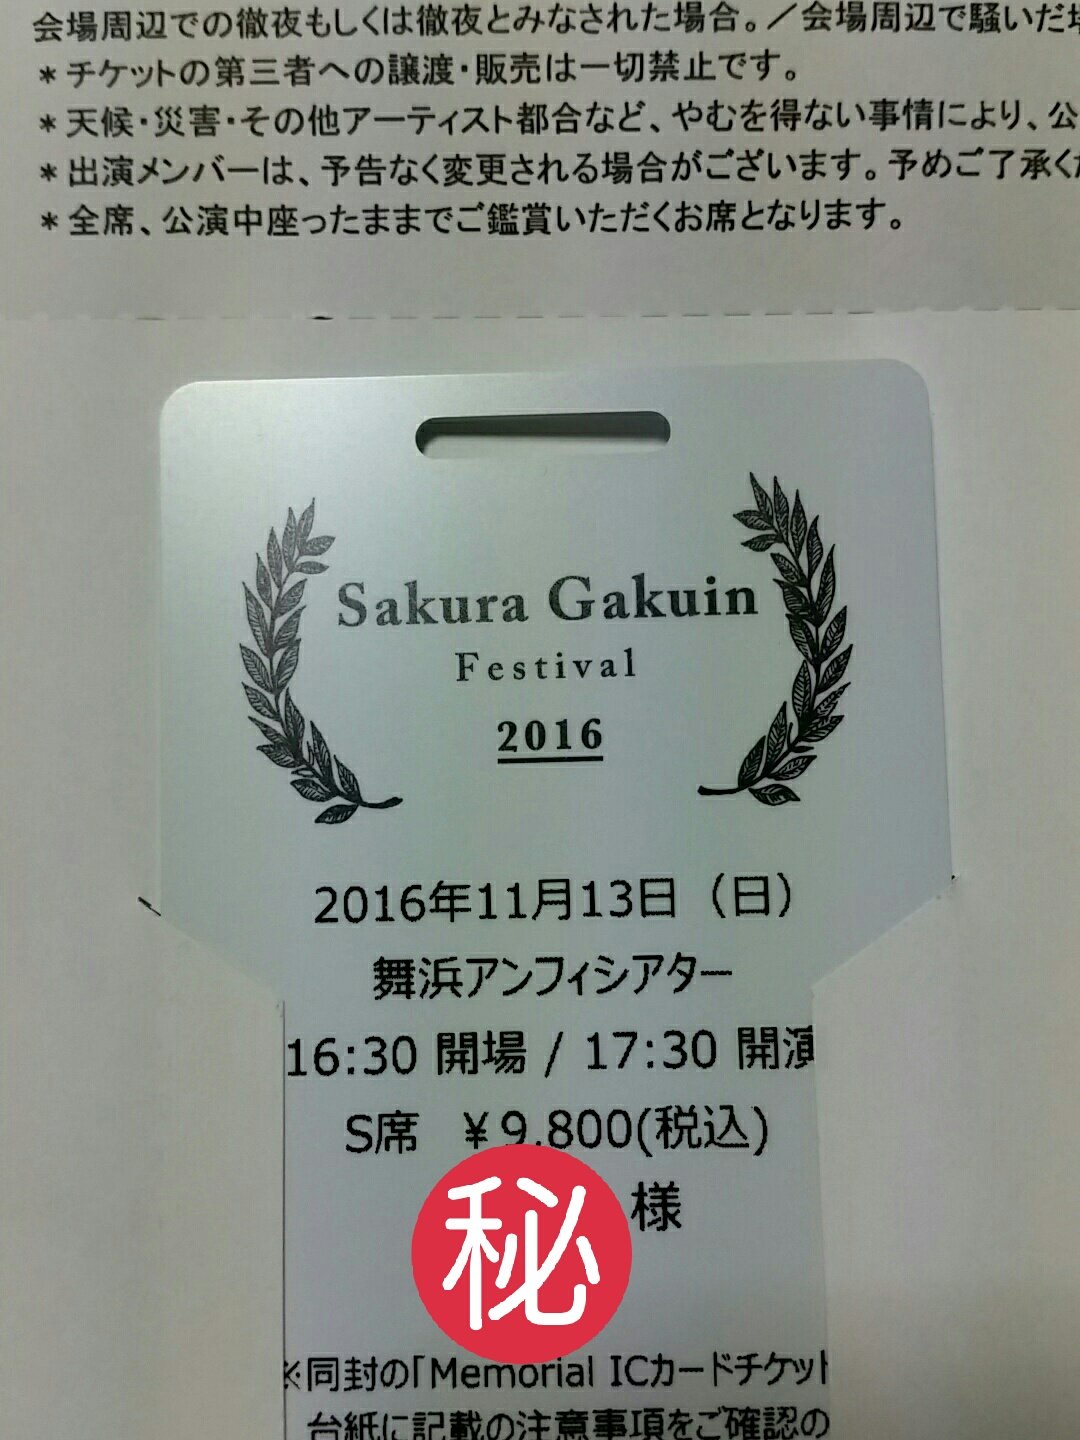 会場周辺での徹夜もしくは徹夜とみなされた場合。／会場周辺で騒いだ
＊チケットの第三者への譲渡・販売は一切禁止です。
＊天候・災害・その他アーティスト都合など、やむを得ない事情により、公
＊出演メンバーは、予告なく変更される場合がございます。予めご了承くだ
＊全席、公演中座ったままでご鑑賞いただくお席となります。
Sakura Gakuin
Festival
2016
2016年11月13日（日）
舞浜アンフィシアター
16:30 開場 / 17:30 開演
S席 ￥9,800(税込)
様
秘
※同封の「Memorial ICカードチケット
台紙に記載の注意事項をご確認の